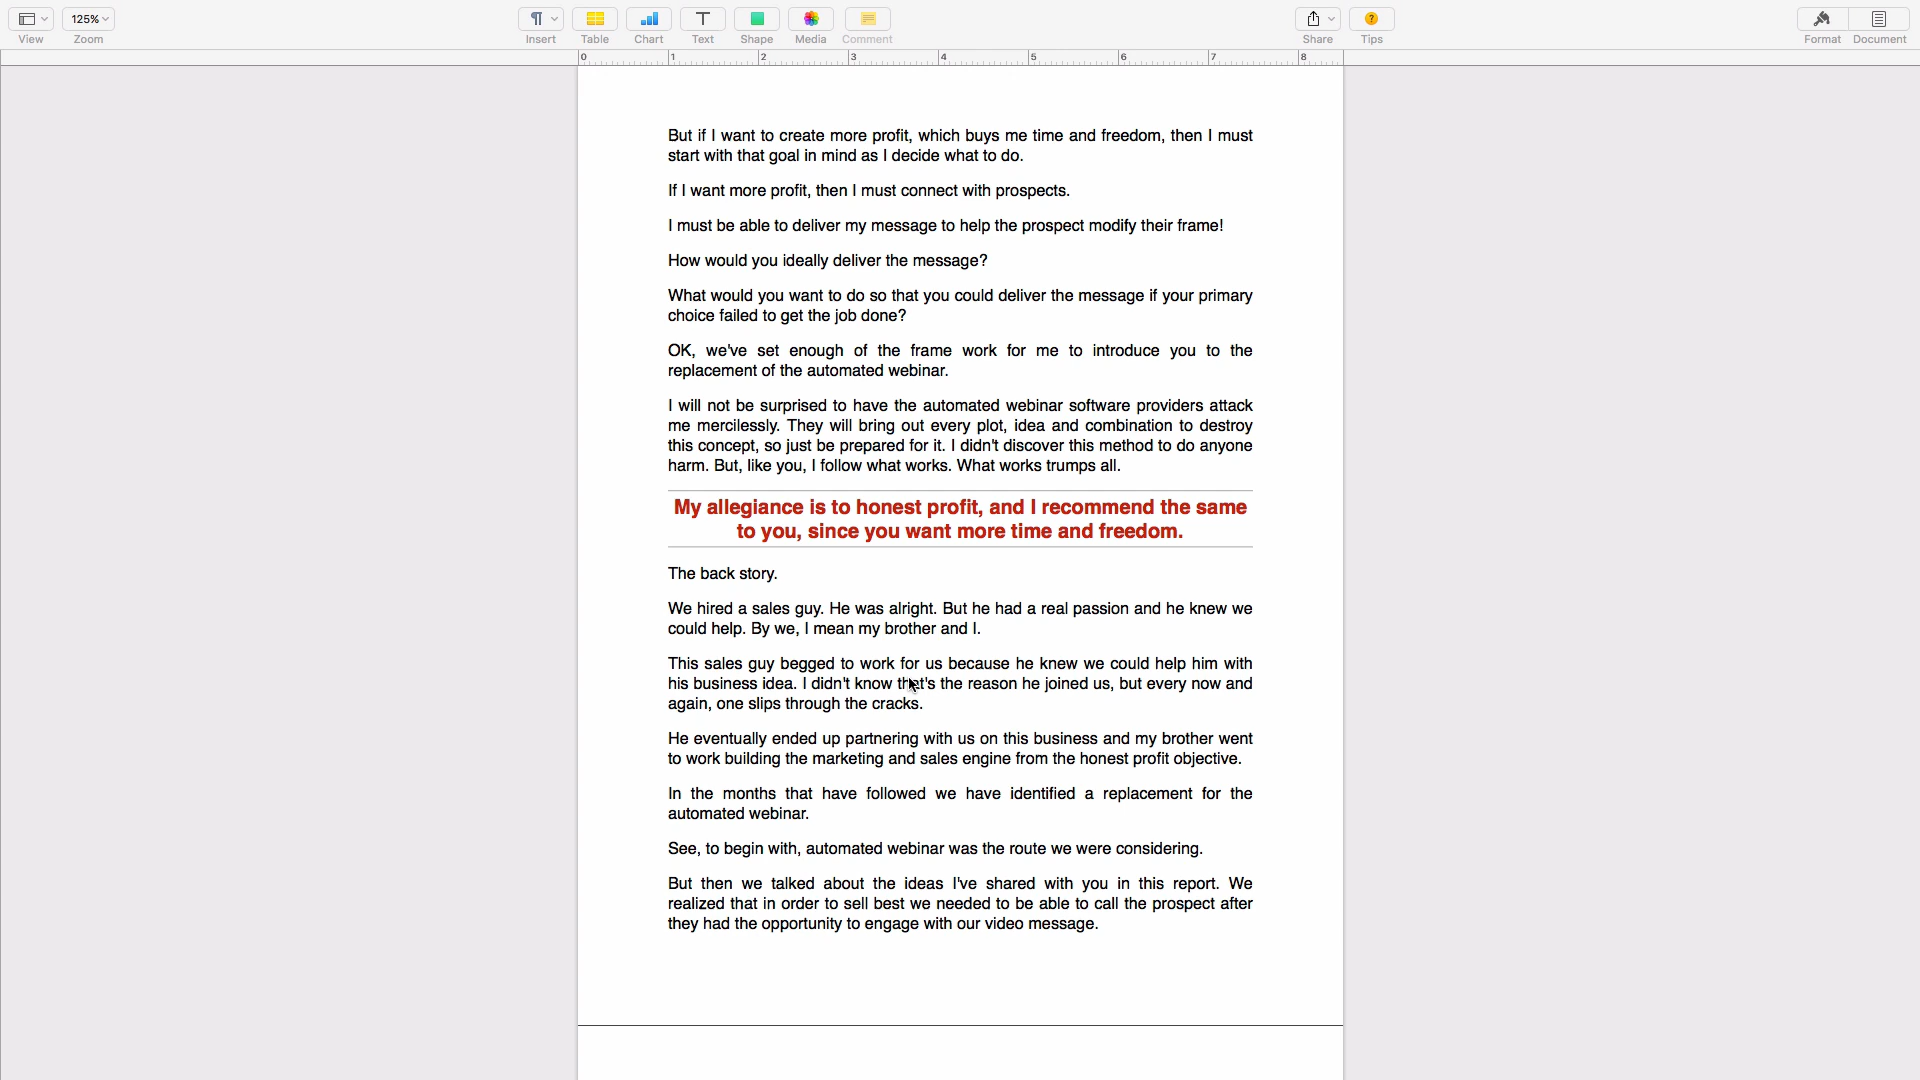 125%
View
Zoom
Insert
Table
Chart
Text
Shape
Media
Comment
Share
Tips
Format
Document
0 1 2 3 4 5 6 7 8
But if I want to create more profit, which buys me time and freedom, then I must
start with that goal in mind as I decide what to do.
If I want more profit, then I must connect with prospects.
I must be able to deliver my message to help the prospect modify their frame!
How would you ideally deliver the message?
What would you want to do so that you could deliver the message if your primary
choice failed to get the job done?
OK, we've set enough of the frame work for me to introduce you to the
replacement of the automated webinar.
I will not be surprised to have the automated webinar software providers attack
me mercilessly. They will bring out every plot, idea and combination to destroy
this concept, so just be prepared for it. I didn't discover this method to do anyone
harm. But, like you, I follow what works. What works trumps all.
My allegiance is to honest profit, and I recommend the same
to you, since you want more time and freedom.
The back story.
We hired a sales guy. He was alright. But he had a real passion and he knew we
could help. By we, I mean my brother and I.
This sales guy begged to work for us because he knew we could help him with
his business idea. I didn't know that's the reason he joined us, but every now and
again, one slips through the cracks.
He eventually ended up partnering with us on this business and my brother went
to work building the marketing and sales engine from the honest profit objective.
In the months that have followed we have identified a replacement for the
automated webinar.
See, to begin with, automated webinar was the route we were considering.
But then we talked about the ideas I've shared with you in this report. We
realized that in order to sell best we needed to be able to call the prospect after
they had the opportunity to engage with our video message.